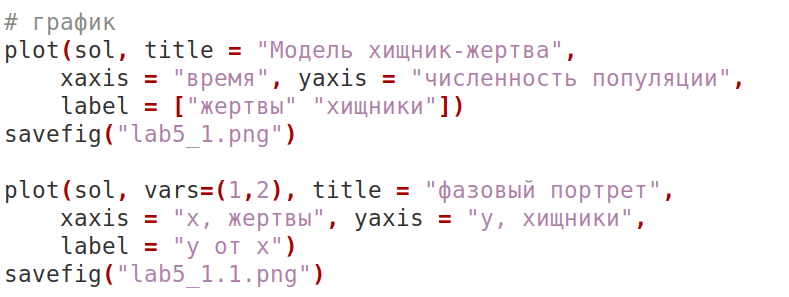 # график
plot(sol, title = "Модель хищник-жертва",
    xaxis = "время", yaxis = "численность популяции",
    label = ["жертвы" "хищники"])
savefig("lab5_1.png")

plot(sol, vars=(1,2), title = "фазовый портрет",
    xaxis = "x, жертвы", yaxis = "y, хищники",
    label = "y от x")
savefig("lab5_1.1.png")